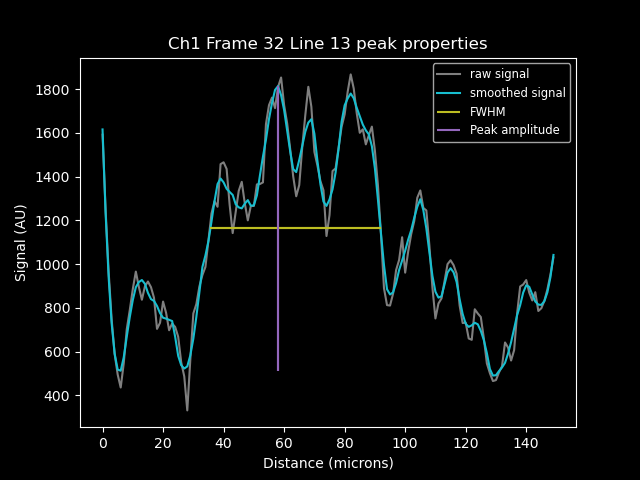 Ch1 Frame 32 Line 13 peak properties
raw signal
smoothed signal
FWHM
Peak amplitude
Signal (AU)
1800
1600
1400
1200
1000
800
600
400
0 20 40 60 80 100 120 140
Distance (microns)